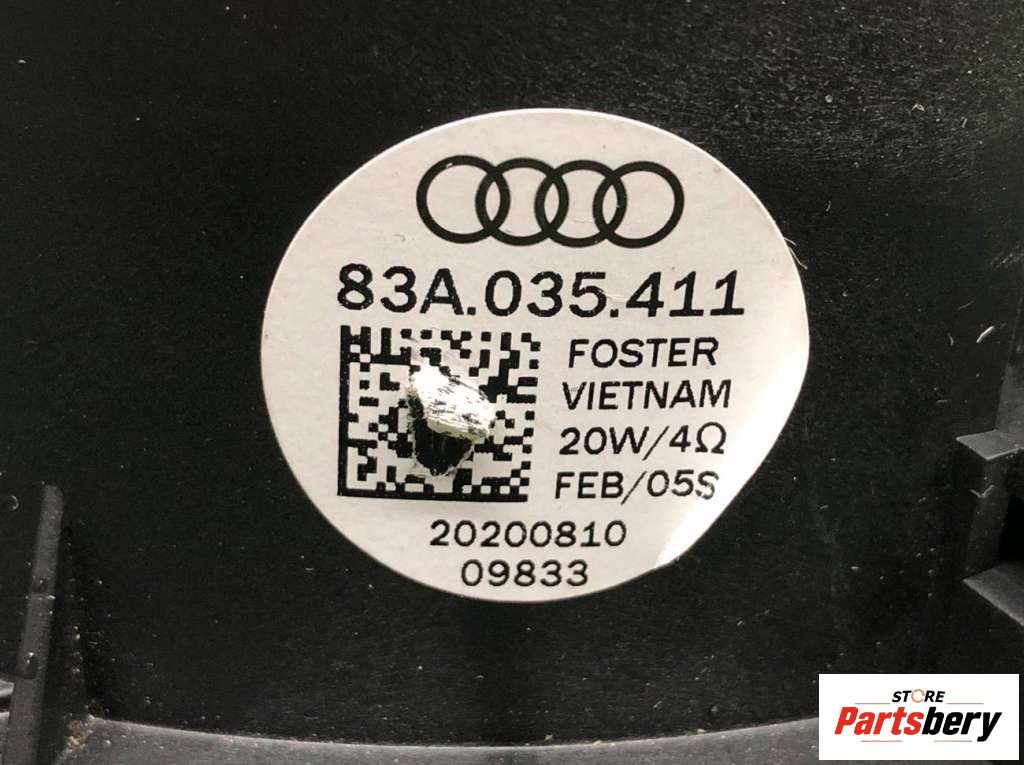 83A.035.411
FOSTER
VIETNAM
20W/4Ω
FEB/05S
20200810
09833
STORE
Partsbery